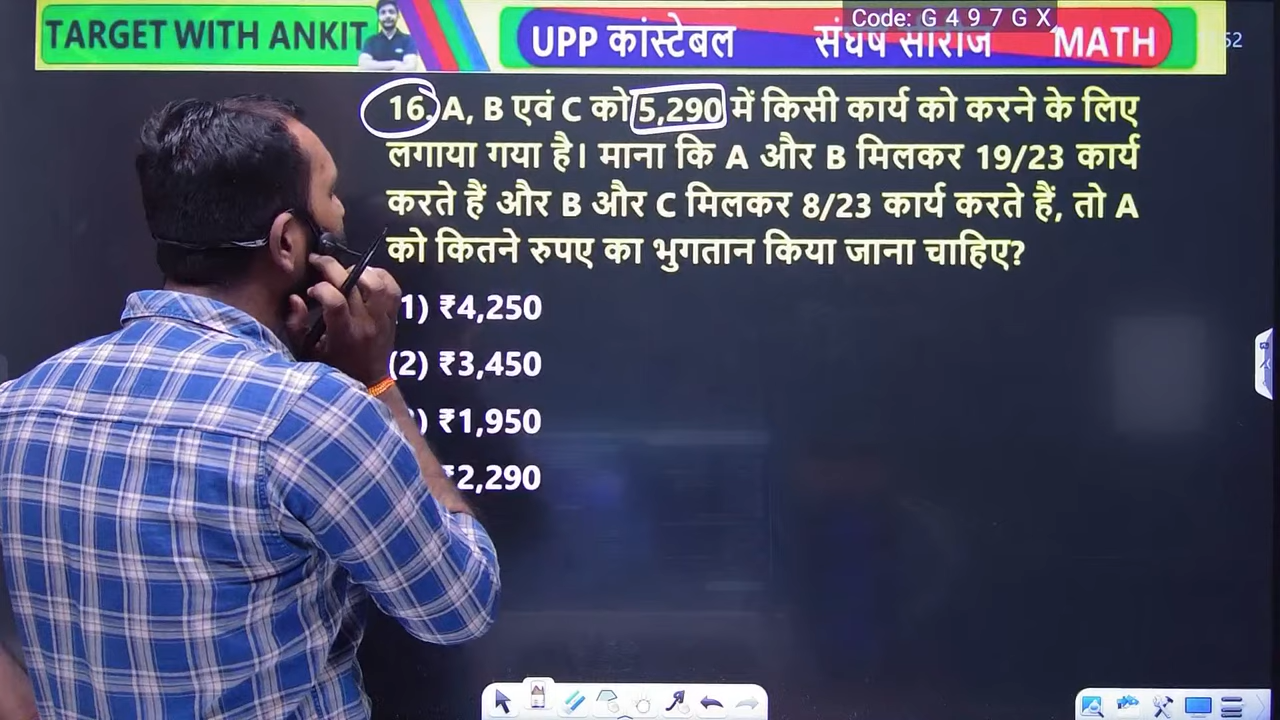 TARGET WITH ANKIT
UPP कांस्टेबल संघर्ष सीरीज MATH
Code: G 4 9 7 G X
52
16. A, B एवं C को 5,290 में किसी कार्य को करने के लिए
लगाया गया है। माना कि A और B मिलकर 19/23 कार्य
करते हैं और B और C मिलकर 8/23 कार्य करते हैं, तो A
को कितने रुपए का भुगतान किया जाना चाहिए?
1) ₹4,250
(2) ₹3,450
) ₹1,950
₹2,290